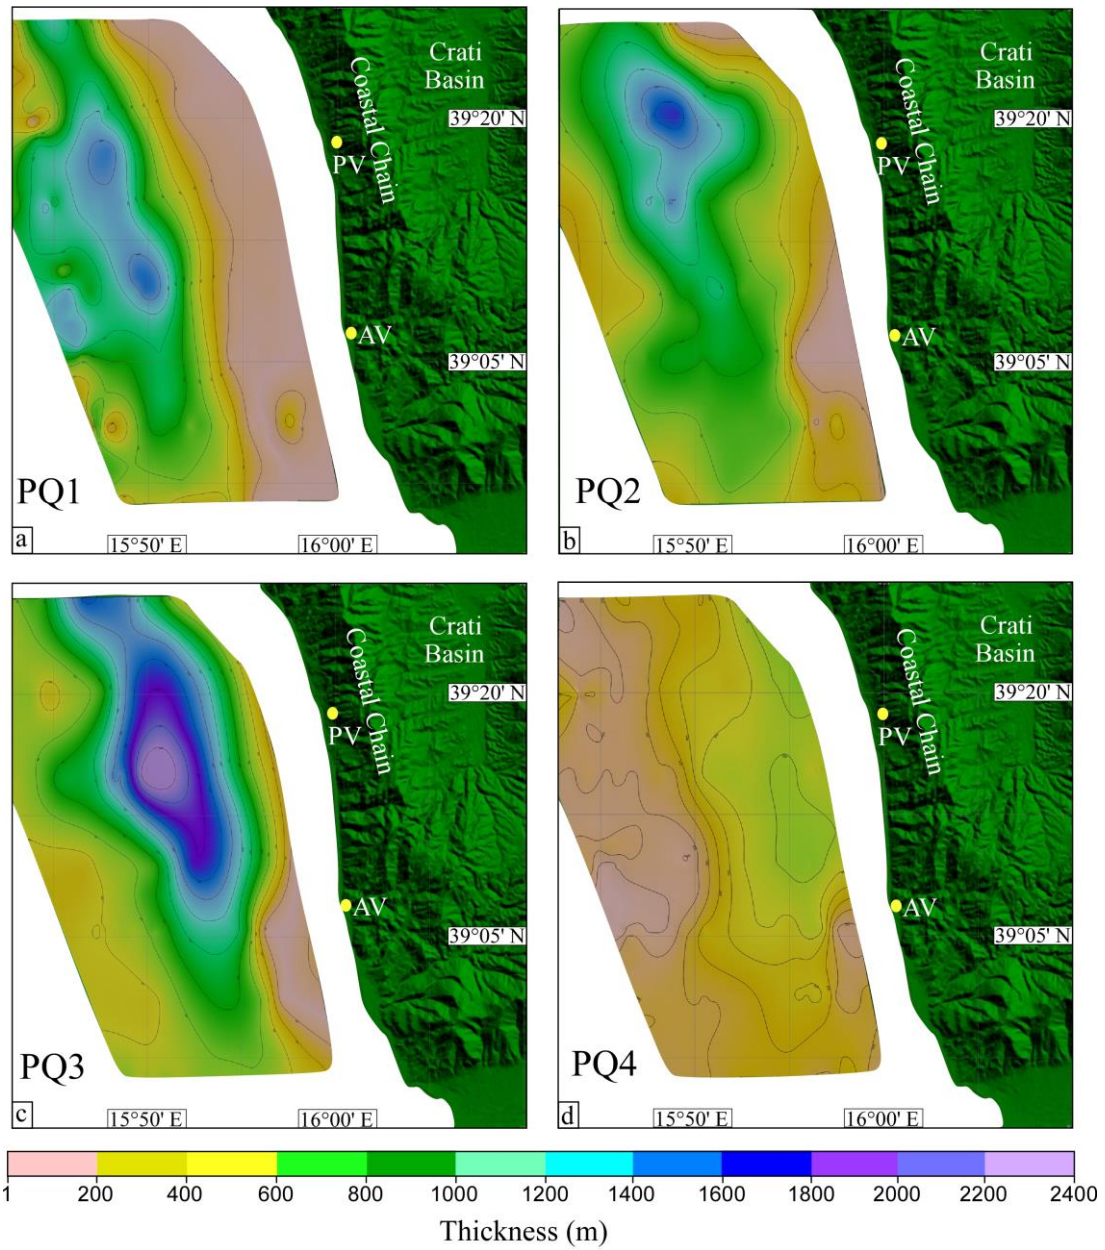 Crati
Basin
Coastal Chain
39°20' N
PV
AV
39°05' N
PQ1
a
15°50' E
16°00' E
Crati
Basin
Coastal Chain
39°20' N
PV
AV
39°05' N
PQ2
b
15°50' E
16°00' E
Crati
Basin
Coastal Chain
39°20' N
PV
AV
39°05' N
PQ3
c
15°50' E
16°00' E
Crati
Basin
Coastal Chain
39°20' N
PV
AV
39°05' N
PQ4
d
15°50' E
16°00' E
1 200 400 600 800 1000 1200 1400 1600 1800 2000 2200 2400
Thickness (m)